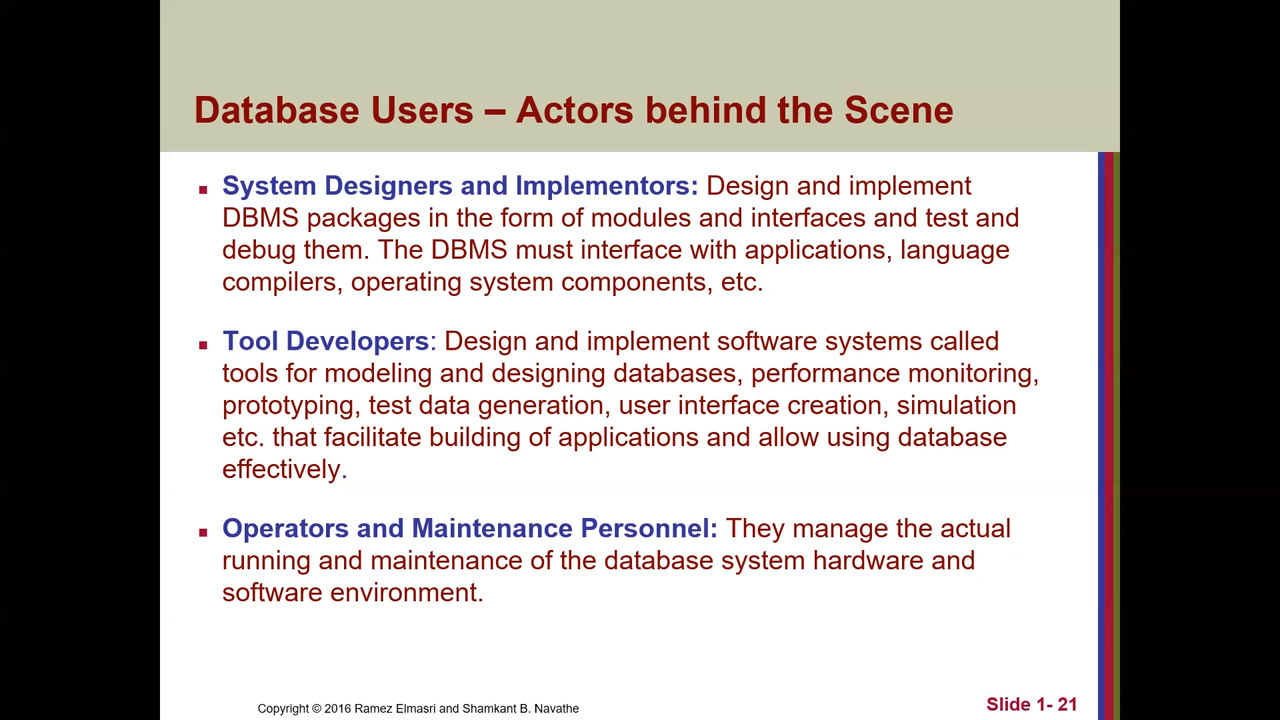 Database Users – Actors behind the Scene
System Designers and Implementors: Design and implement
DBMS packages in the form of modules and interfaces and test and
debug them. The DBMS must interface with applications, language
compilers, operating system components, etc.
Tool Developers: Design and implement software systems called
tools for modeling and designing databases, performance monitoring,
prototyping, test data generation, user interface creation, simulation
etc. that facilitate building of applications and allow using database
effectively.
Operators and Maintenance Personnel: They manage the actual
running and maintenance of the database system hardware and
software environment.
Copyright © 2016 Ramez Elmasri and Shamkant B. Navathe
Slide 1- 21